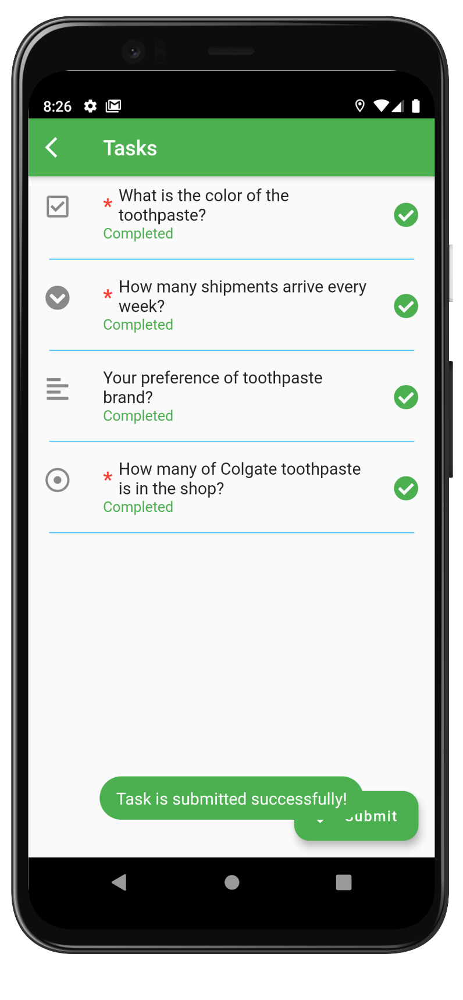 8:26
Tasks
* What is the color of the
toothpaste?
Completed
* How many shipments arrive every
week?
Completed
Your preference of toothpaste
brand?
Completed
* How many of Colgate toothpaste
is in the shop?
Completed
Task is submitted successfully!
Submit